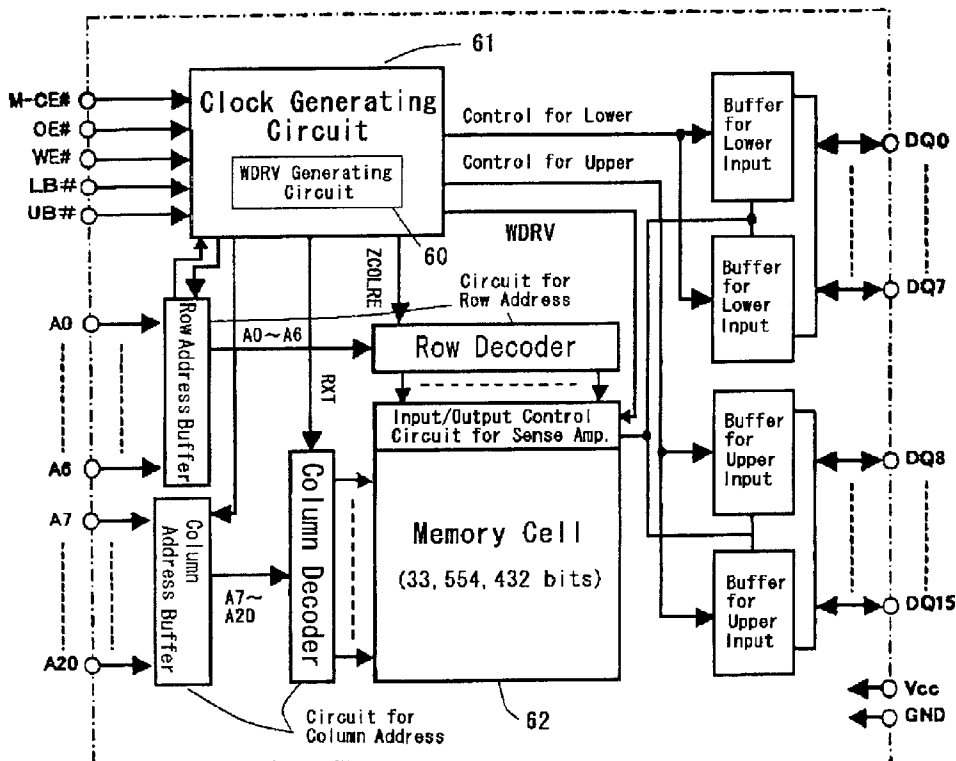 61
M-CE#
OE#
WE#
LB#
UB#
Clock Generating
Circuit
WDRV Generating
Circuit
60
Control for Lower
Control for Upper
WDRV
ZCOLRE
RXT
Circuit for
Row Address
A0
A6
Row Address Buffer
A0~A6
Row Decoder
Input/Output Control
Circuit for Sense Amp.
A7
A20
Column
Address Buffer
A7~
A20
Column Decoder
Memory Cell
(33,554,432 bits)
62
Circuit for
Column Address
Buffer
for
Lower
Input
Buffer
for
Lower
Input
Buffer
for
Upper
Input
Buffer
for
Upper
Input
DQ0
DQ7
DQ8
DQ15
Vcc
GND